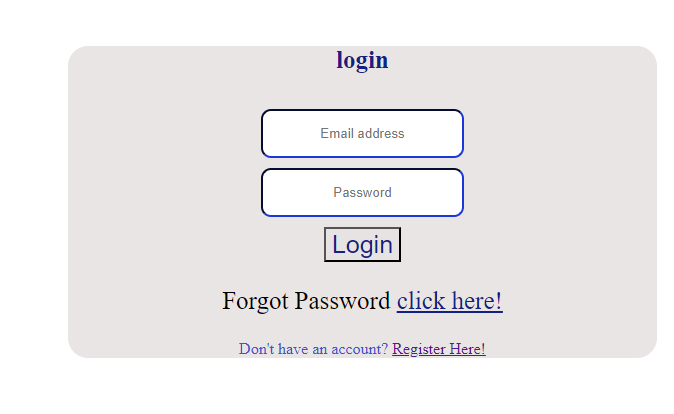 login
Email address
Password
Login
Forgot Password click here!
Don't have an account? Register Here!